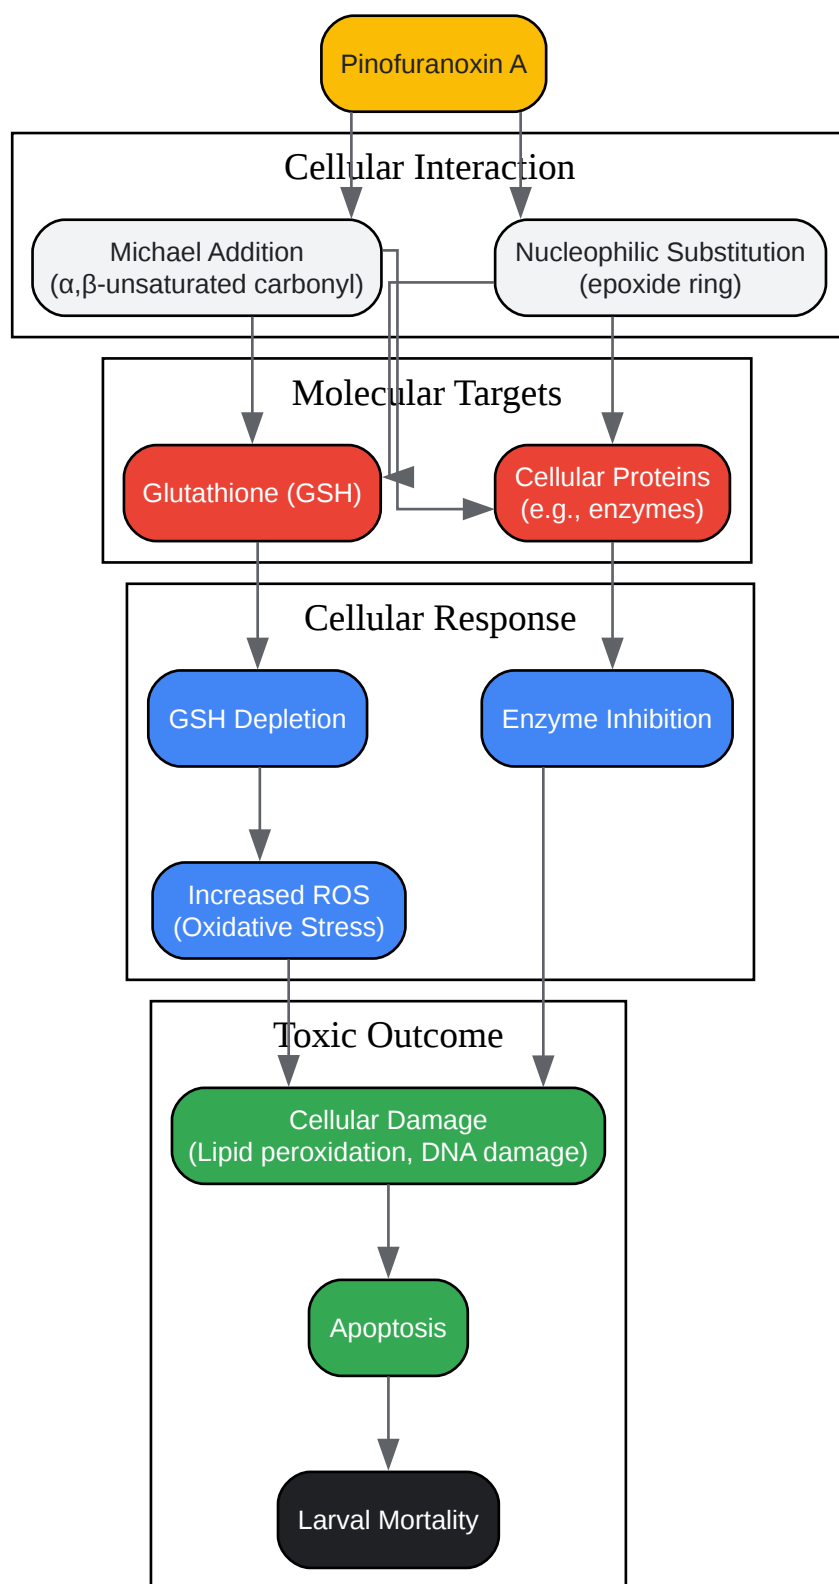 Pinofuranoxin A
Cellular Interaction
Michael Addition
(α,β-unsaturated carbonyl)
Nucleophilic Substitution
(epoxide ring)
Molecular Targets
Glutathione (GSH)
Cellular Proteins
(e.g., enzymes)
Cellular Response
GSH Depletion
Enzyme Inhibition
Increased ROS
(Oxidative Stress)
Toxic Outcome
Cellular Damage
(Lipid peroxidation, DNA damage)
Apoptosis
Larval Mortality